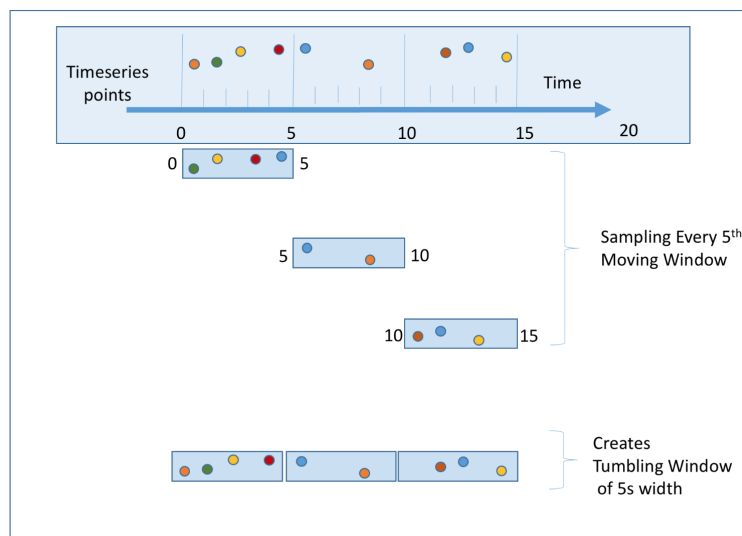 Timeseries
points
Time
0
5
10
15
20
0
5
5
10
10
15
Sampling Every 5th
Moving Window
Creates
Tumbling Window
of 5s width